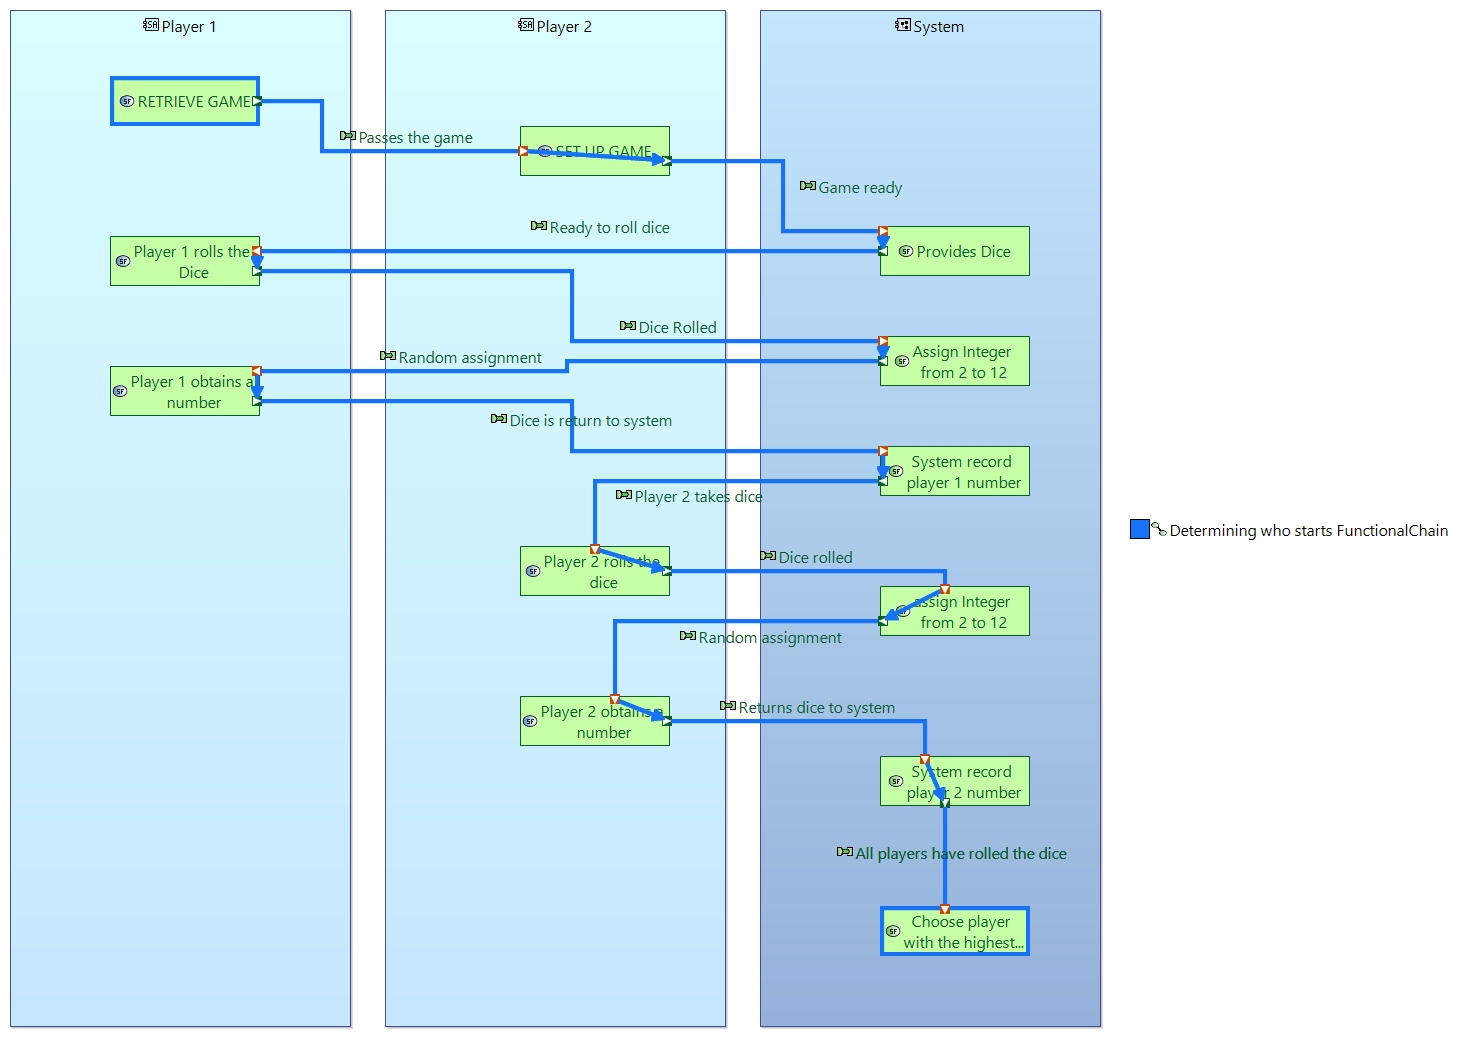 Player 1
Player 2
System
RETRIEVE GAME
Passes the game
SET UP GAME
Game ready
Ready to roll dice
Player 1 rolls the
Dice
Provides Dice
Dice Rolled
Random assignment
Assign Integer
from 2 to 12
Player 1 obtains a
number
Dice is return to system
System record
player 1 number
Player 2 takes dice
Determining who starts FunctionalChain
Player 2 rolls the
dice
Dice rolled
assign Integer
from 2 to 12
Random assignment
Player 2 obtains a
number
Returns dice to system
System record
player 2 number
All players have rolled the dice
Choose player
with the highest...